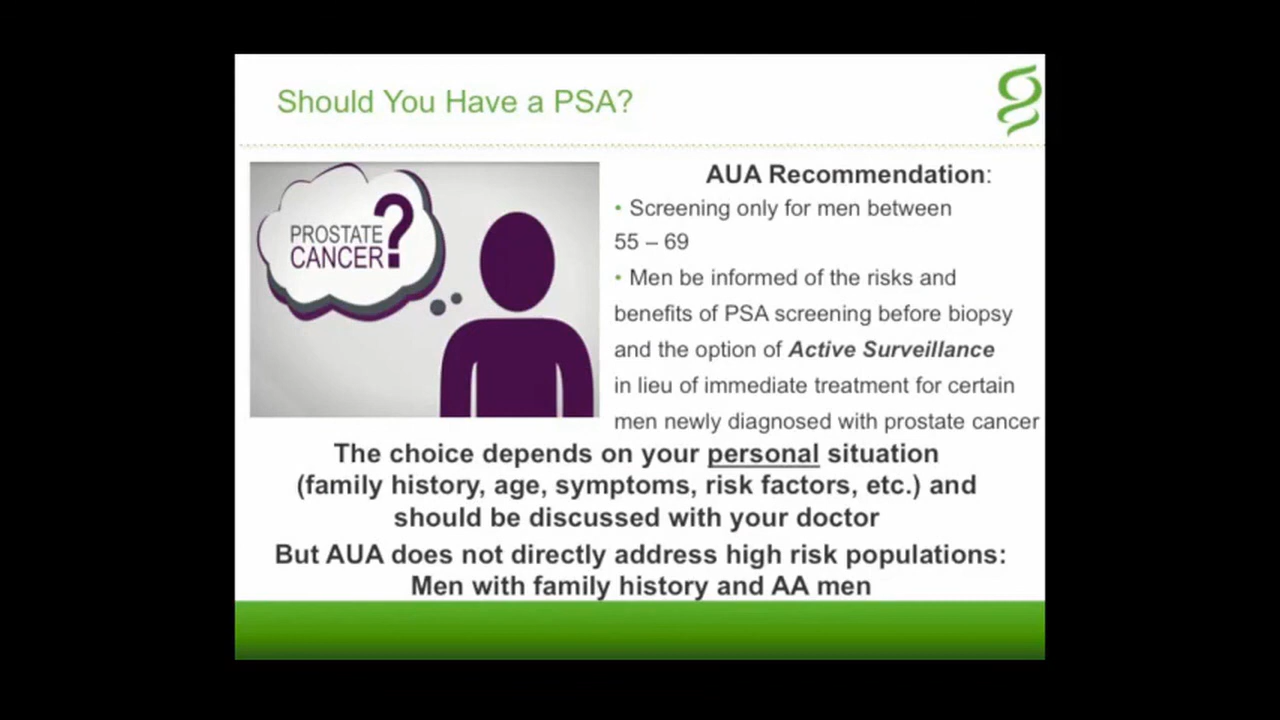 Should You Have a PSA?
PROSTATE
CANCER?
AUA Recommendation:
• Screening only for men between
55 – 69
• Men be informed of the risks and
benefits of PSA screening before biopsy
and the option of Active Surveillance
in lieu of immediate treatment for certain
men newly diagnosed with prostate cancer
The choice depends on your personal situation
(family history, age, symptoms, risk factors, etc.) and
should be discussed with your doctor
But AUA does not directly address high risk populations:
Men with family history and AA men